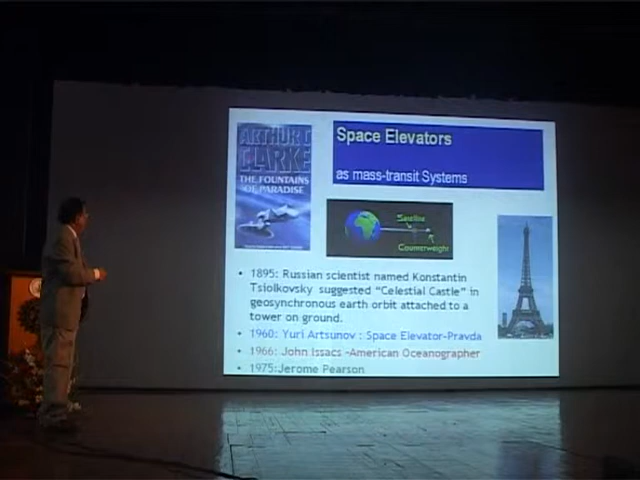 ARTHUR C
CLARKE
THE FOUNTAINS
OF PARADISE
Space Elevators
as mass-transit Systems
Satellite
Counterweight
• 1895: Russian scientist named Konstantin
Tsiolkovsky suggested "Celestial Castle" in
geosynchronous earth orbit attached to a
tower on ground.
• 1960: Yuri Artsunov : Space Elevator-Pravda
• 1966: John Issacs -American Oceanographer
• 1975:Jerome Pearson